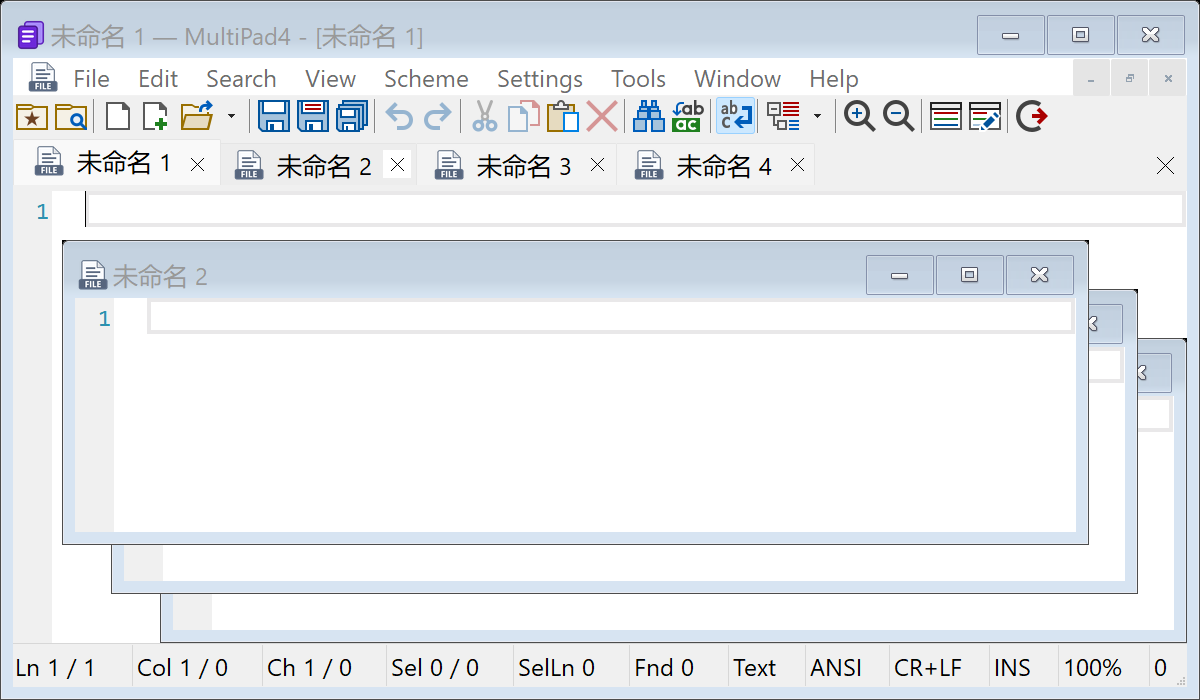 未命名 1 — MultiPad4 - [未命名 1]
File Edit Search View Scheme Settings Tools Window Help
未命名 1 未命名 2 未命名 3 未命名 4
1
未命名 2
1
Ln 1 / 1 Col 1 / 0 Ch 1 / 0 Sel 0 / 0 SelLn 0 Fnd 0 Text ANSI CR+LF INS 100% 0